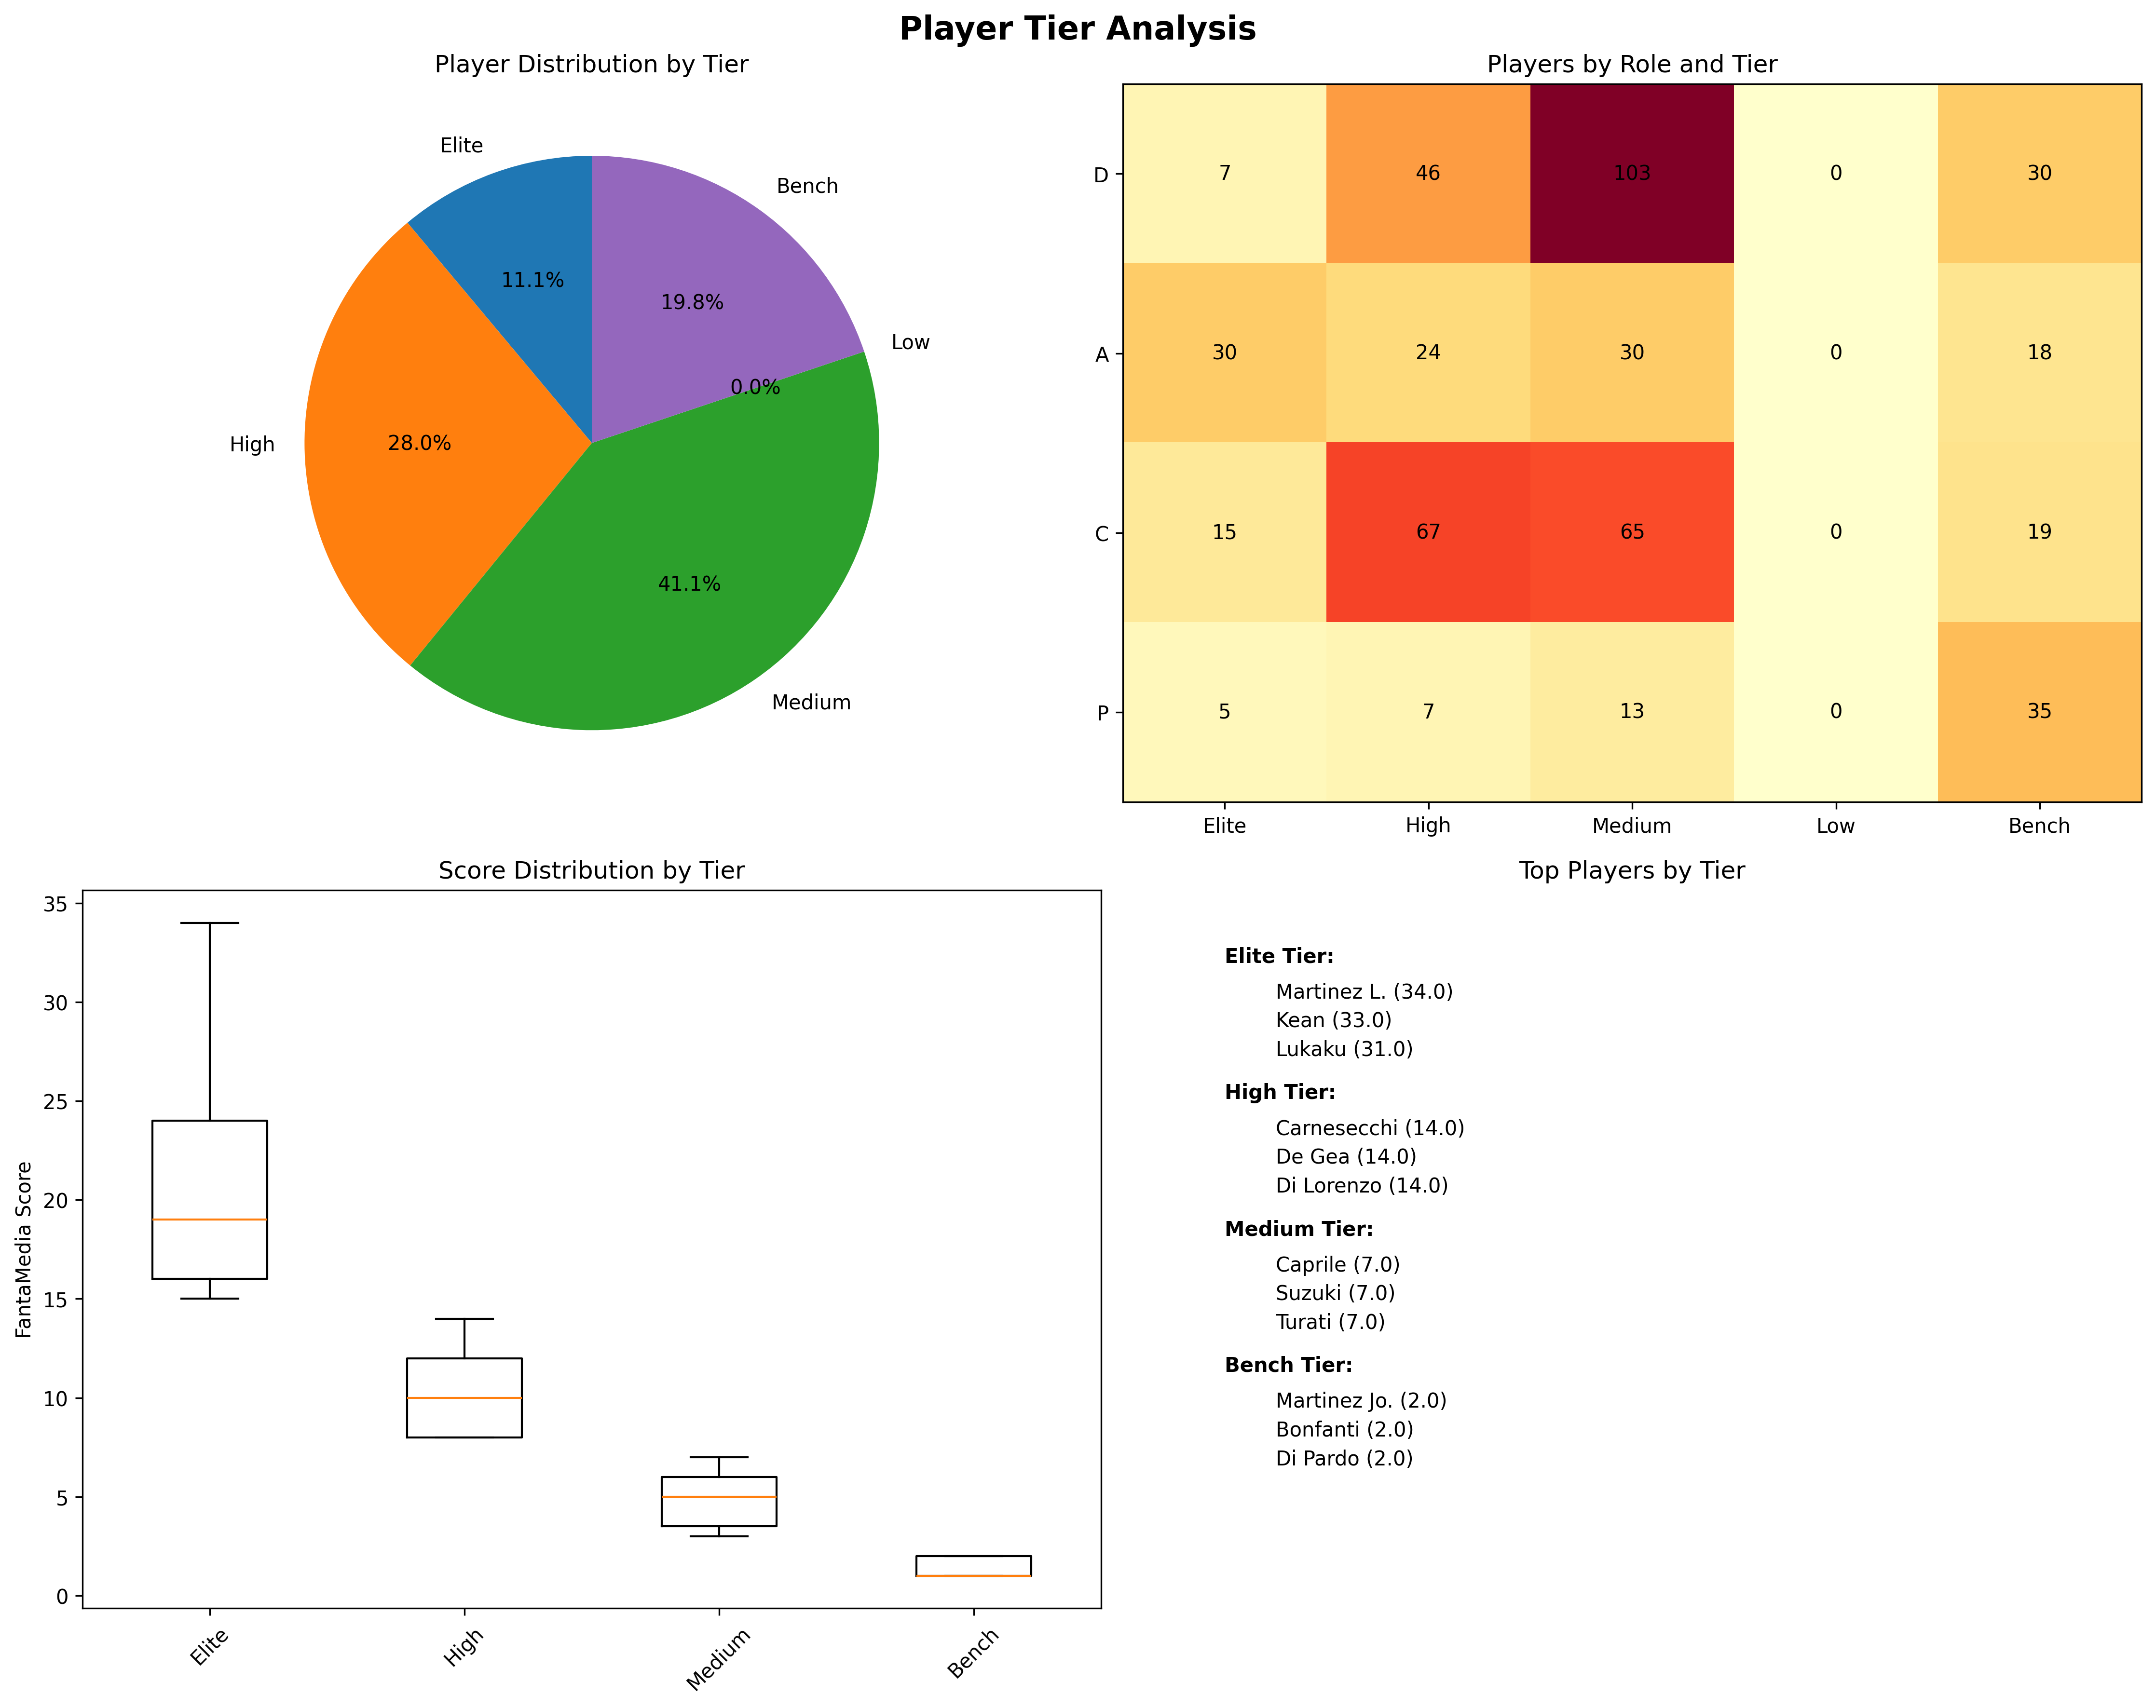 Player Tier Analysis
Player Distribution by Tier
Elite
Bench
11.1%
19.8%
Low
0.0%
High
28.0%
41.1%
Medium
Players by Role and Tier
D 7 46 103 0 30
A 30 24 30 0 18
C 15 67 65 0 19
P 5 7 13 0 35
Elite High Medium Low Bench
Score Distribution by Tier
FantaMedia Score
35
30
25
20
15
10
5
0
Elite High Medium Bench
Top Players by Tier
Elite Tier:
Martinez L. (34.0)
Kean (33.0)
Lukaku (31.0)
High Tier:
Carnesecchi (14.0)
De Gea (14.0)
Di Lorenzo (14.0)
Medium Tier:
Caprile (7.0)
Suzuki (7.0)
Turati (7.0)
Bench Tier:
Martinez Jo. (2.0)
Bonfanti (2.0)
Di Pardo (2.0)